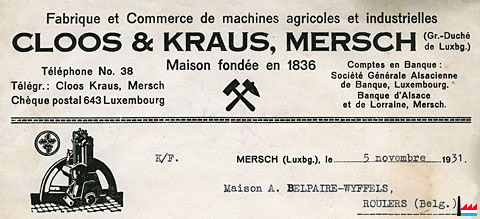 Fabrique et Commerce de machines agricoles et industrielles
CLOOS & KRAUS, MERSCH (Gr.-Duché de Luxbg.)
Maison fondée en 1836
Téléphone No. 38
Télégr.: Cloos Kraus, Mersch
Chèque postal 643 Luxembourg
Comptes en Banque:
Société Générale Alsacienne
de Banque, Luxembourg.
Banque d'Alsace
et de Lorraine, Mersch.
K/F. MERSCH (Luxbg.), le 5 novembre 1931.
Maison A. BELPAIRE-WYFFELS,
ROULERS (Belg.)